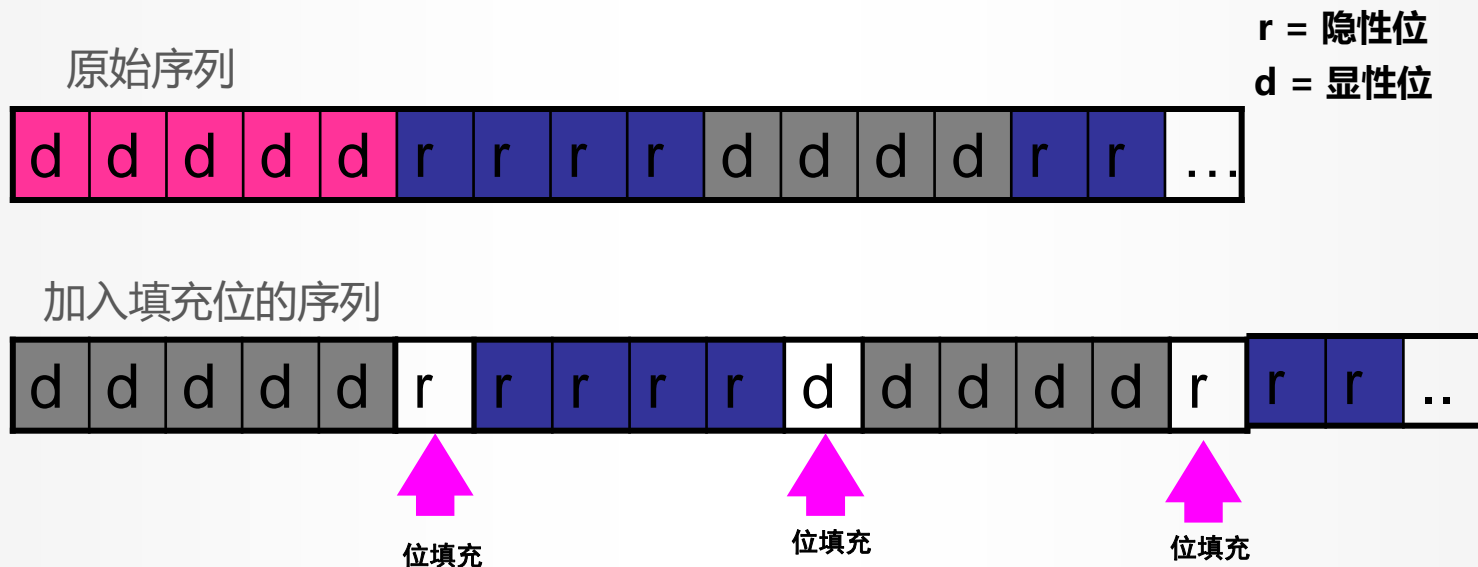 r = 隐性位
d = 显性位
原始序列
d d d d d r r r r d d d d r r ...
加入填充位的序列
d d d d d r r r r r d d d d d r r r ..
位填充 位填充 位填充